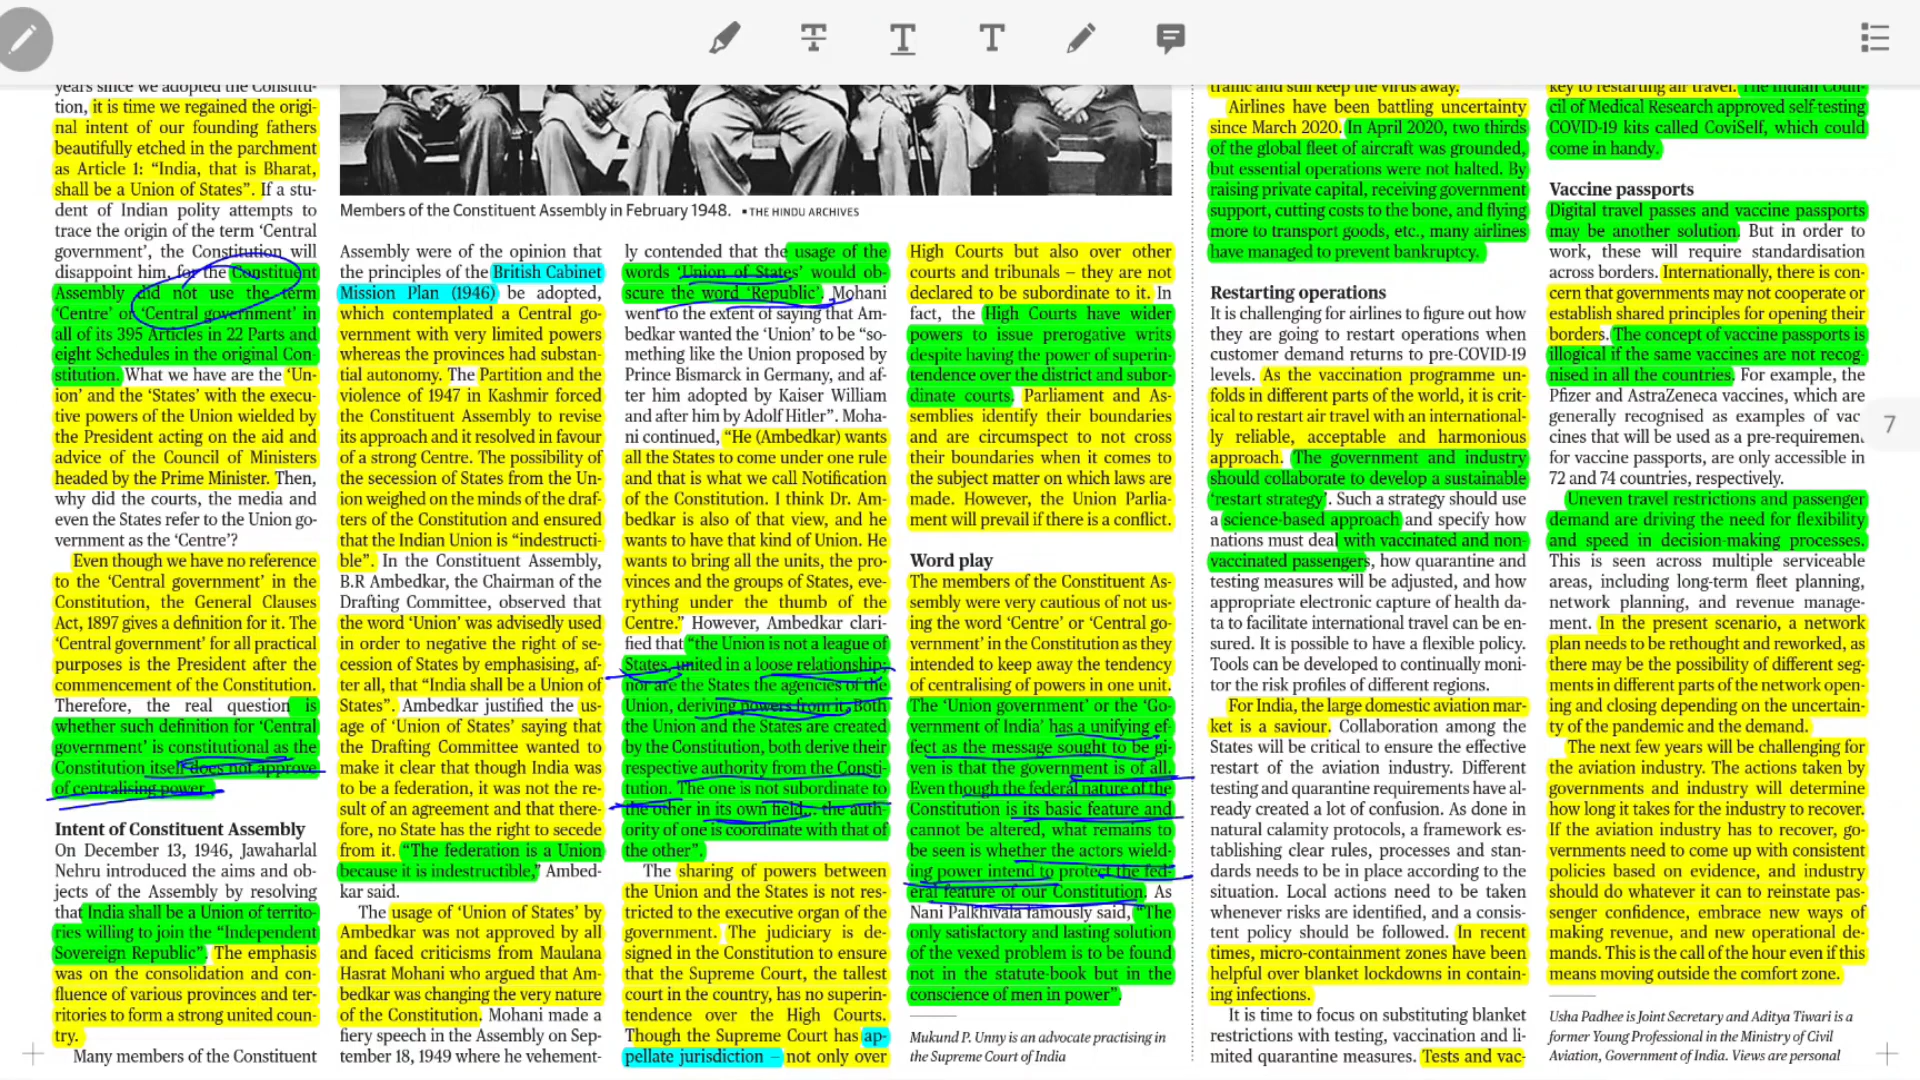 years since we adopted the Constitu-
tion, it is time we regained the origi-
nal intent of our founding fathers
beautifully etched in the parchment
as Article 1: “India, that is Bharat,
shall be a Union of States”. If a stu-
dent of Indian polity attempts to
trace the origin of the term ‘Central
government’, the Constitution will
disappoint him, for the Constituent
Assembly did not use the term
‘Centre’ or ‘Central government’ in
all of its 395 Articles in 22 Parts and
eight Schedules in the original Con-
stitution. What we have are the ‘Un-
ion’ and the ‘States’ with the execu-
tive powers of the Union wielded by
the President acting on the aid and
advice of the Council of Ministers
headed by the Prime Minister. Then,
why did the courts, the media and
even the States refer to the Union go-
vernment as the ‘Centre’?
Even though we have no reference
to the ‘Central government’ in the
Constitution, the General Clauses
Act, 1897 gives a definition for it. The
‘Central government’ for all practical
purposes is the President after the
commencement of the Constitution.
Therefore, the real question is
whether such definition for ‘Central
government’ is constitutional as the
Constitution itself does not approve
of centralising power.
Intent of Constituent Assembly
On December 13, 1946, Jawaharlal
Nehru introduced the aims and ob-
jects of the Assembly by resolving
that India shall be a Union of territo-
ries willing to join the “Independent
Sovereign Republic”. The emphasis
was on the consolidation and con-
fluence of various provinces and ter-
ritories to form a strong united coun-
try.
Many members of the Constituent
Members of the Constituent Assembly in February 1948. ▪THE HINDU ARCHIVES
Assembly were of the opinion that
the principles of the British Cabinet
Mission Plan (1946) be adopted,
which contemplated a Central go-
vernment with very limited powers
whereas the provinces had substan-
tial autonomy. The Partition and the
violence of 1947 in Kashmir forced
the Constituent Assembly to revise
its approach and it resolved in favour
of a strong Centre. The possibility of
the secession of States from the Un-
ion weighed on the minds of the draf-
ters of the Constitution and ensured
that the Indian Union is “indestructi-
ble”. In the Constituent Assembly,
B.R Ambedkar, the Chairman of the
Drafting Committee, observed that
the word ‘Union’ was advisedly used
in order to negative the right of se-
cession of States by emphasising, af-
ter all, that “India shall be a Union of
States”. Ambedkar justified the us-
age of ‘Union of States’ saying that
the Drafting Committee wanted to
make it clear that though India was
to be a federation, it was not the re-
sult of an agreement and that there-
fore, no State has the right to secede
from it. “The federation is a Union
because it is indestructible,” Ambed-
kar said.
The usage of ‘Union of States’ by
Ambedkar was not approved by all
and faced criticisms from Maulana
Hasrat Mohani who argued that Am-
bedkar was changing the very nature
of the Constitution. Mohani made a
fiery speech in the Assembly on Sep-
tember 18, 1949 where he vehement-
ly contended that the usage of the
words ‘Union of States’ would ob-
scure the word ‘Republic’. Mohani
went to the extent of saying that Am-
bedkar wanted the ‘Union’ to be “so-
mething like the Union proposed by
Prince Bismarck in Germany, and af-
ter him adopted by Kaiser William
and after him by Adolf Hitler”. Moha-
ni continued, “He (Ambedkar) wants
all the States to come under one rule
and that is what we call Notification
of the Constitution. I think Dr. Am-
bedkar is also of that view, and he
wants to have that kind of Union. He
wants to bring all the units, the pro-
vinces and the groups of States, eve-
rything under the thumb of the
Centre.” However, Ambedkar clari-
fied that “the Union is not a league of
States, united in a loose relationship;
nor are the States the agencies of the
Union, deriving powers from it. Both
the Union and the States are created
by the Constitution, both derive their
respective authority from the Consti-
tution. The one is not subordinate to
the other in its own field... the auth-
ority of one is coordinate with that of
the other”.
The sharing of powers between
the Union and the States is not res-
tricted to the executive organ of the
government. The judiciary is de-
signed in the Constitution to ensure
that the Supreme Court, the tallest
court in the country, has no superin-
tendence over the High Courts.
Though the Supreme Court has ap-
pellate jurisdiction – not only over
High Courts but also over other
courts and tribunals – they are not
declared to be subordinate to it. In
fact, the High Courts have wider
powers to issue prerogative writs
despite having the power of superin-
tendence over the district and subor-
dinate courts. Parliament and As-
semblies identify their boundaries
and are circumspect to not cross
their boundaries when it comes to
the subject matter on which laws are
made. However, the Union Parlia-
ment will prevail if there is a conflict.
Word play
The members of the Constituent As-
sembly were very cautious of not us-
ing the word ‘Centre’ or ‘Central go-
vernment’ in the Constitution as they
intended to keep away the tendency
of centralising of powers in one unit.
The ‘Union government’ or the ‘Go-
vernment of India’ has a unifying ef-
fect as the message sought to be gi-
ven is that the government is of all.
Even though the federal nature of the
Constitution is its basic feature and
cannot be altered, what remains to
be seen is whether the actors wield-
ing power intend to protect the fed-
eral feature of our Constitution. As
Nani Palkhivala famously said, “The
only satisfactory and lasting solution
of the vexed problem is to be found
not in the statute-book but in the
conscience of men in power”.
Mukund P. Unny is an advocate practising in
the Supreme Court of India
traffic and still keep the virus away.
Airlines have been battling uncertainty
since March 2020. In April 2020, two thirds
of the global fleet of aircraft was grounded,
but essential operations were not halted. By
raising private capital, receiving government
support, cutting costs to the bone, and flying
more to transport goods, etc., many airlines
have managed to prevent bankruptcy.
Restarting operations
It is challenging for airlines to figure out how
they are going to restart operations when
customer demand returns to pre-COVID-19
levels. As the vaccination programme un-
folds in different parts of the world, it is crit-
ical to restart air travel with an international-
ly reliable, acceptable and harmonious
approach. The government and industry
should collaborate to develop a sustainable
‘restart strategy’. Such a strategy should use
a science-based approach and specify how
nations must deal with vaccinated and non-
vaccinated passengers, how quarantine and
testing measures will be adjusted, and how
appropriate electronic capture of health da-
ta to facilitate international travel can be en-
sured. It is possible to have a flexible policy.
Tools can be developed to continually moni-
tor the risk profiles of different regions.
For India, the large domestic aviation mar-
ket is a saviour. Collaboration among the
States will be critical to ensure the effective
restart of the aviation industry. Different
testing and quarantine requirements have al-
ready created a lot of confusion. As done in
natural calamity protocols, a framework es-
tablishing clear rules, processes and stan-
dards needs to be in place according to the
situation. Local actions need to be taken
whenever risks are identified, and a consis-
tent policy should be followed. In recent
times, micro-containment zones have been
helpful over blanket lockdowns in contain-
ing infections.
It is time to focus on substituting blanket
restrictions with testing, vaccination and li-
mited quarantine measures. Tests and vac-
key to restarting air travel. The Indian Coun-
cil of Medical Research approved self-testing
COVID-19 kits called CoviSelf, which could
come in handy.
Vaccine passports
Digital travel passes and vaccine passports
may be another solution. But in order to
work, these will require standardisation
across borders. Internationally, there is con-
cern that governments may not cooperate or
establish shared principles for opening their
borders. The concept of vaccine passports is
illogical if the same vaccines are not recog-
nised in all the countries. For example, the
Pfizer and AstraZeneca vaccines, which are
generally recognised as examples of vac
cines that will be used as a pre-requirement
for vaccine passports, are only accessible in
72 and 74 countries, respectively.
Uneven travel restrictions and passenger
demand are driving the need for flexibility
and speed in decision-making processes.
This is seen across multiple serviceable
areas, including long-term fleet planning,
network planning, and revenue manage-
ment. In the present scenario, a network
plan needs to be rethought and reworked, as
there may be the possibility of different seg-
ments in different parts of the network open-
ing and closing depending on the uncertain-
ty of the pandemic and the demand.
The next few years will be challenging for
the aviation industry. The actions taken by
governments and industry will determine
how long it takes for the industry to recover.
If the aviation industry has to recover, go-
vernments need to come up with consistent
policies based on evidence, and industry
should do whatever it can to reinstate pas-
senger confidence, embrace new ways of
making revenue, and new operational de-
mands. This is the call of the hour even if this
means moving outside the comfort zone.
Usha Padhee is Joint Secretary and Aditya Tiwari is a
former Young Professional in the Ministry of Civil
Aviation, Government of India. Views are personal
7